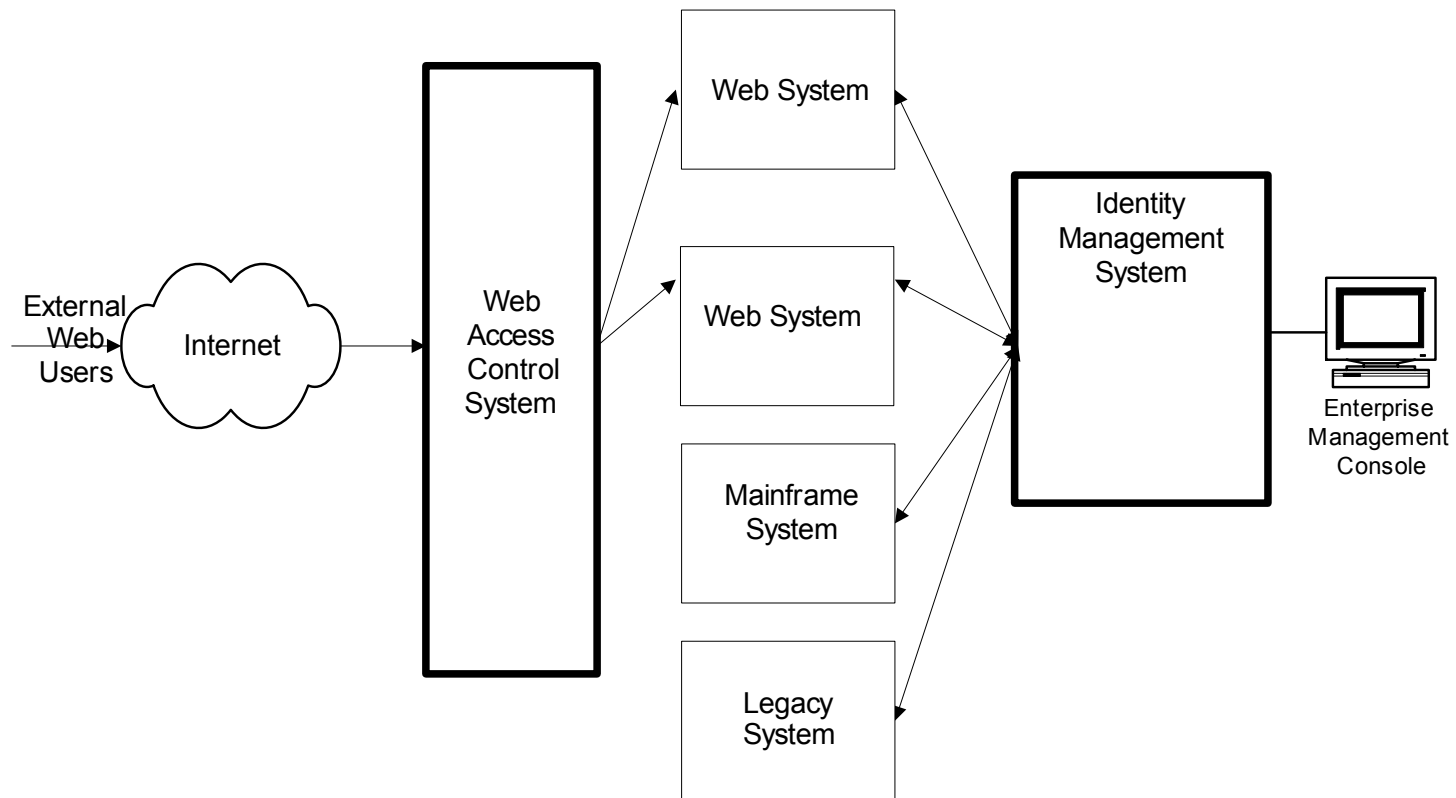 External
Web
Users
Internet
Web
Access
Control
System
Web System
Web System
Mainframe
System
Legacy
System
Identity
Management
System
Enterprise
Management
Console